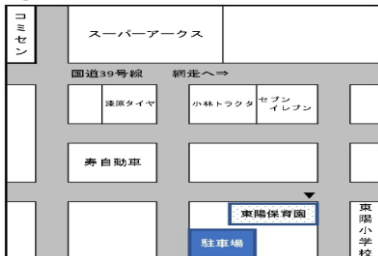 コミセン
スーパーアークス
国道39号線 網走へ⇒
漆原タイヤ
小林トラクタ
セブン
イレブン
寿自動車
東陽保育園
駐車場
東陽小学校